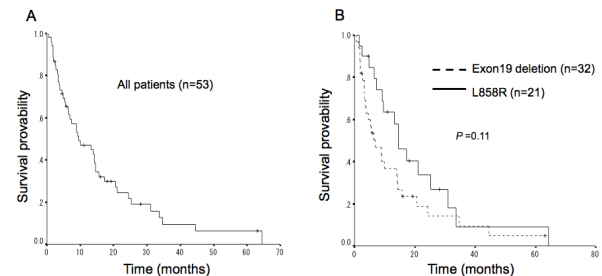 A
B
1.0
.8
.6
.4
.2
0.0
Survival provability
All patients (n=53)
0
10
20
30
40
50
60
70
Time (months)
1.0
.8
.6
.4
.2
0.0
Survival provability
Exon19 deletion (n=32)
L858R (n=21)
P =0.11
0
20
40
60
80
Time (months)